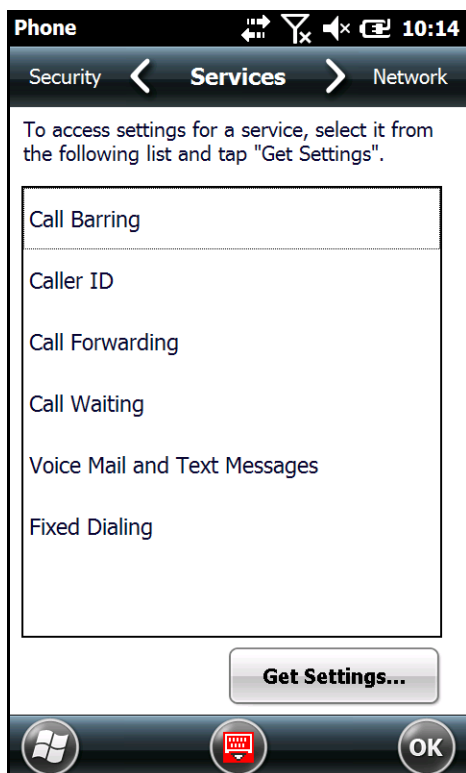 Phone 10:14
Security Services Network
To access settings for a service, select it from
the following list and tap "Get Settings".
Call Barring
Caller ID
Call Forwarding
Call Waiting
Voice Mail and Text Messages
Fixed Dialing
Get Settings...
OK